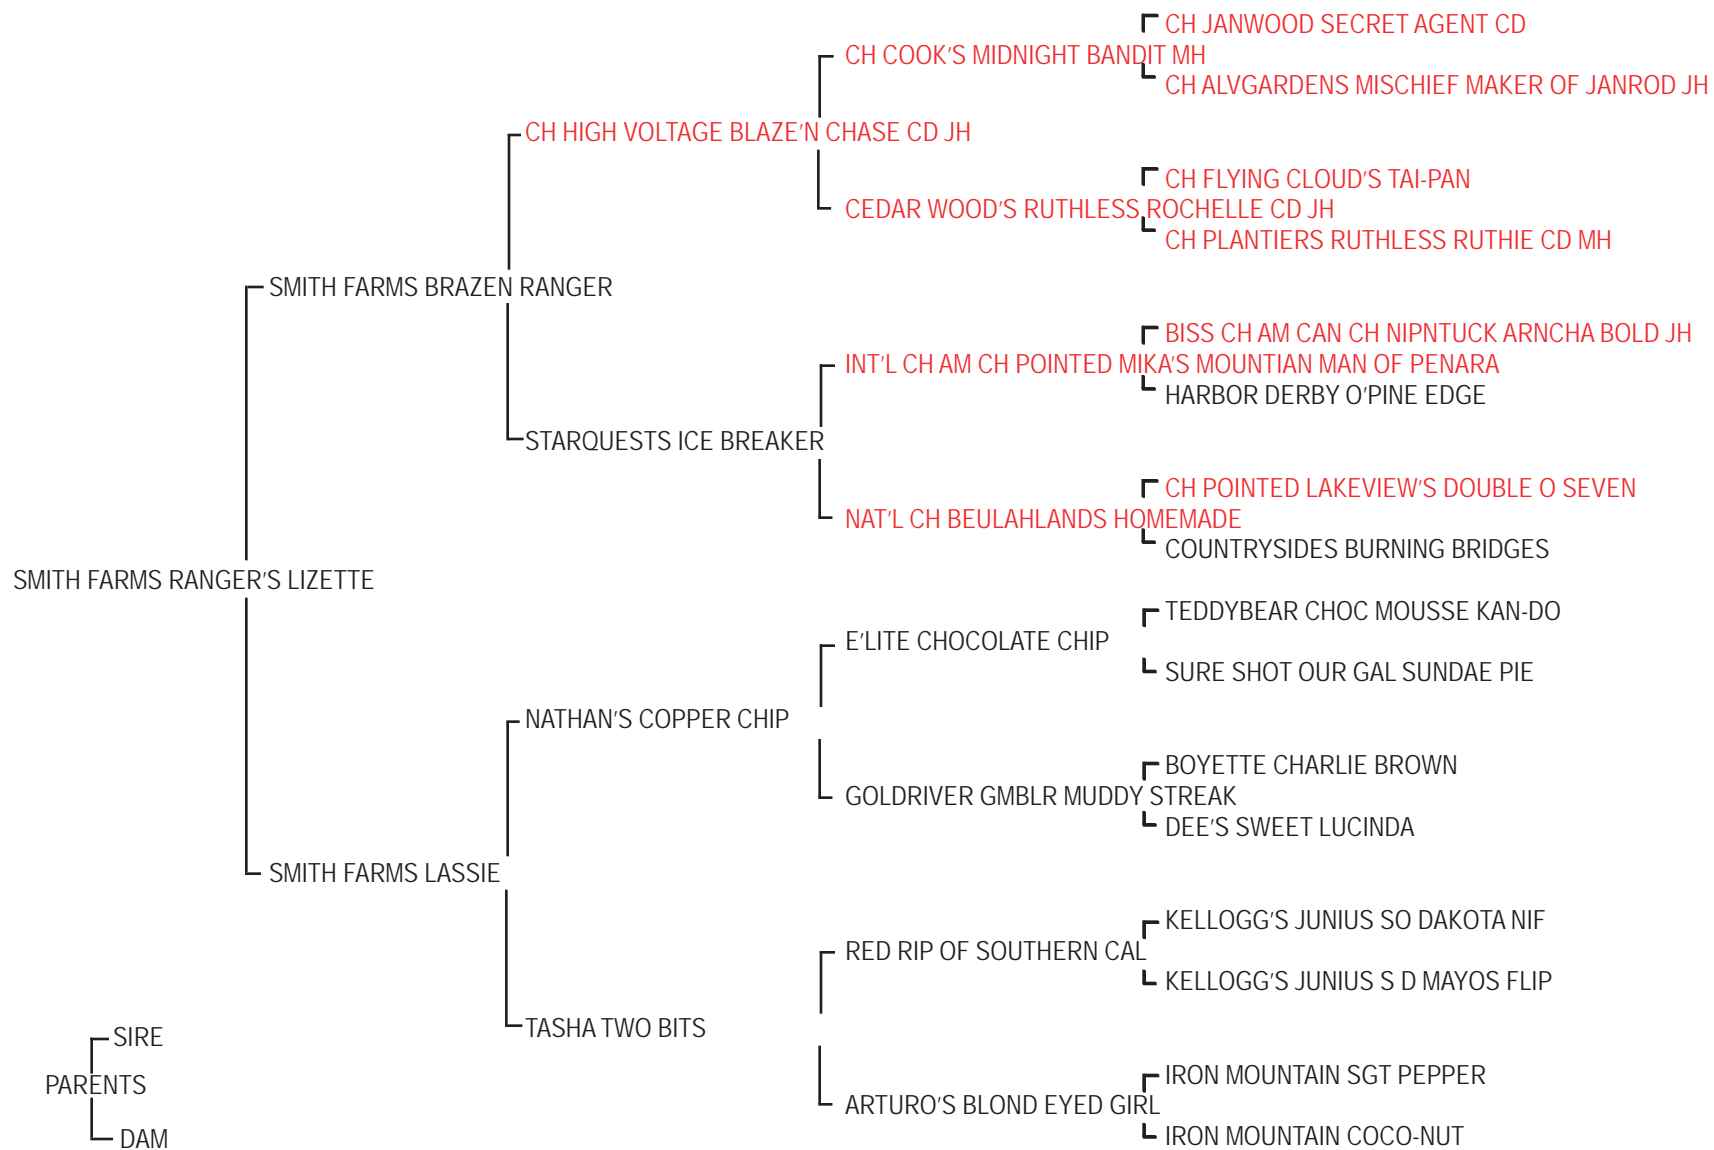 CH JANWOOD SECRET AGENT CD
CH COOK'S MIDNIGHT BANDIT MH
CH ALVGARDENS MISCHIEF MAKER OF JANROD JH
CH HIGH VOLTAGE BLAZE'N CHASE CD JH
CH FLYING CLOUD'S TAI-PAN
CEDAR WOOD'S RUTHLESS ROCHELLE CD JH
CH PLANTIERS RUTHLESS RUTHIE CD MH
SMITH FARMS BRAZEN RANGER
BISS CH AM CAN CH NIPNTUCK ARNCHA BOLD JH
INT'L CH AM CH POINTED MIKA'S MOUNTIAN MAN OF PENARA
HARBOR DERBY O'PINE EDGE
STARQUESTS ICE BREAKER
CH POINTED LAKEVIEW'S DOUBLE O SEVEN
NAT'L CH BEULAHLANDS HOMEMADE
COUNTRYSIDES BURNING BRIDGES
SMITH FARMS RANGER'S LIZETTE
TEDDYBEAR CHOC MOUSSE KAN-DO
E'LITE CHOCOLATE CHIP
SURE SHOT OUR GAL SUNDAE PIE
NATHAN'S COPPER CHIP
BOYETTE CHARLIE BROWN
GOLDRIVER GMBLR MUDDY STREAK
DEE'S SWEET LUCINDA
SMITH FARMS LASSIE
KELLOGG'S JUNIUS SO DAKOTA NIF
RED RIP OF SOUTHERN CAL
KELLOGG'S JUNIUS S D MAYOS FLIP
TASHA TWO BITS
IRON MOUNTAIN SGT PEPPER
ARTURO'S BLOND EYED GIRL
IRON MOUNTAIN COCO-NUT
SIRE
PARENTS
DAM